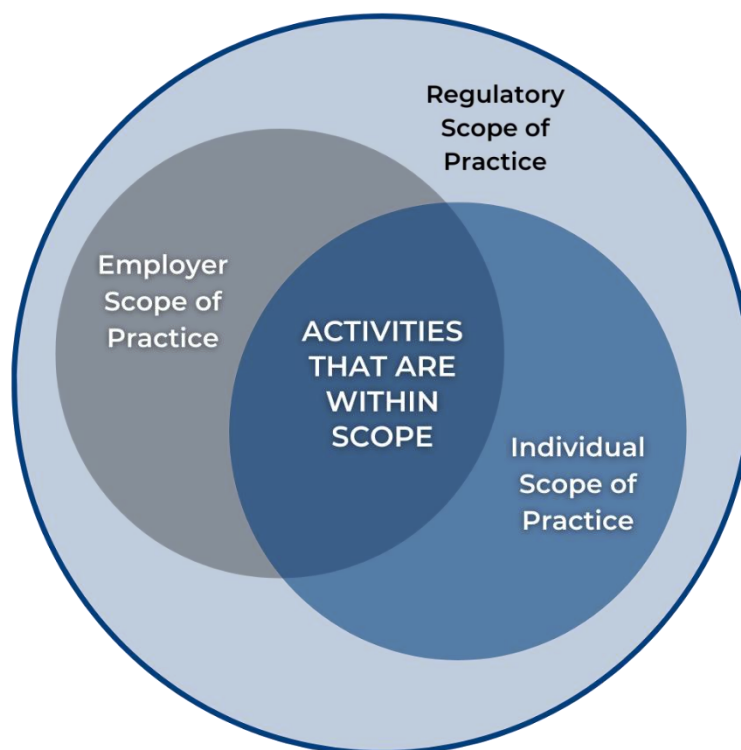 Regulatory
Scope of
Practice
Employer
Scope of
Practice
ACTIVITIES
THAT ARE
WITHIN
SCOPE
Individual
Scope of
Practice